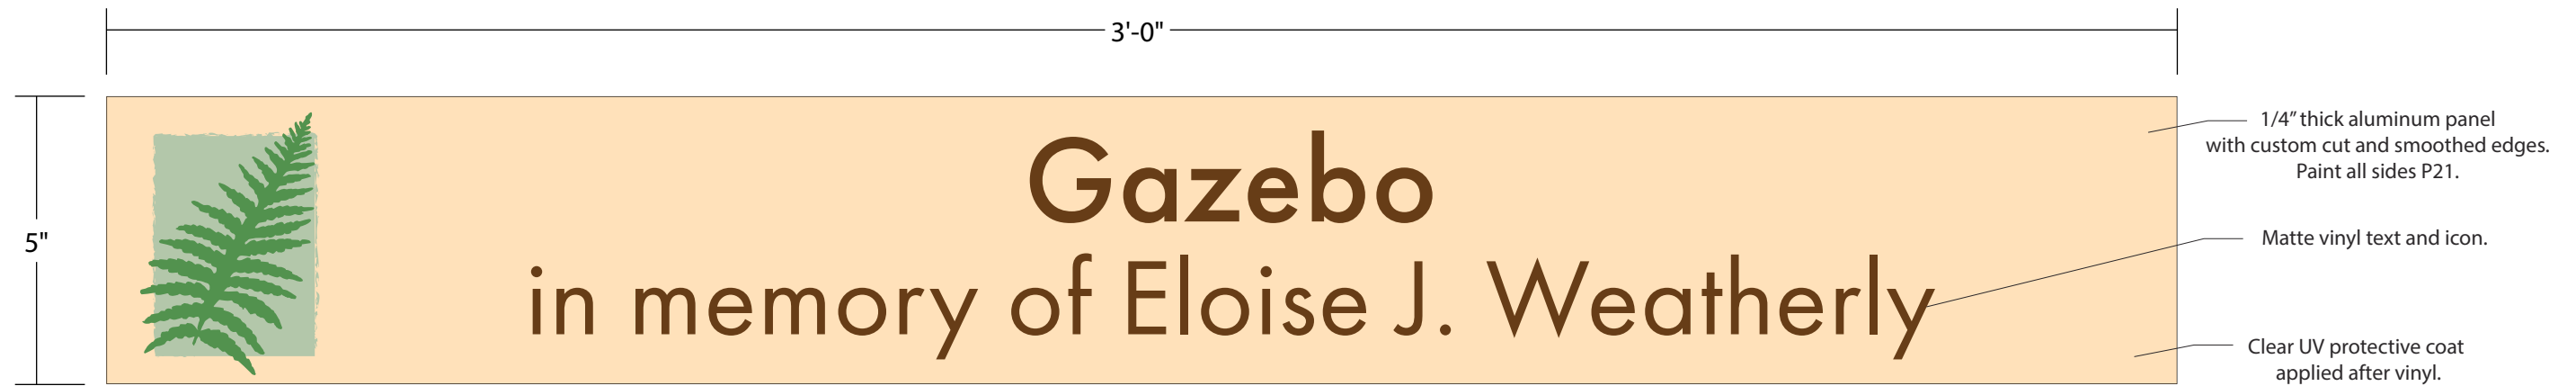 3'-0"
5"
Gazebo
in memory of Eloise J. Weatherly
1/4” thick aluminum panel
with custom cut and smoothed edges.
Paint all sides P21.
Matte vinyl text and icon.
Clear UV protective coat
applied after vinyl.